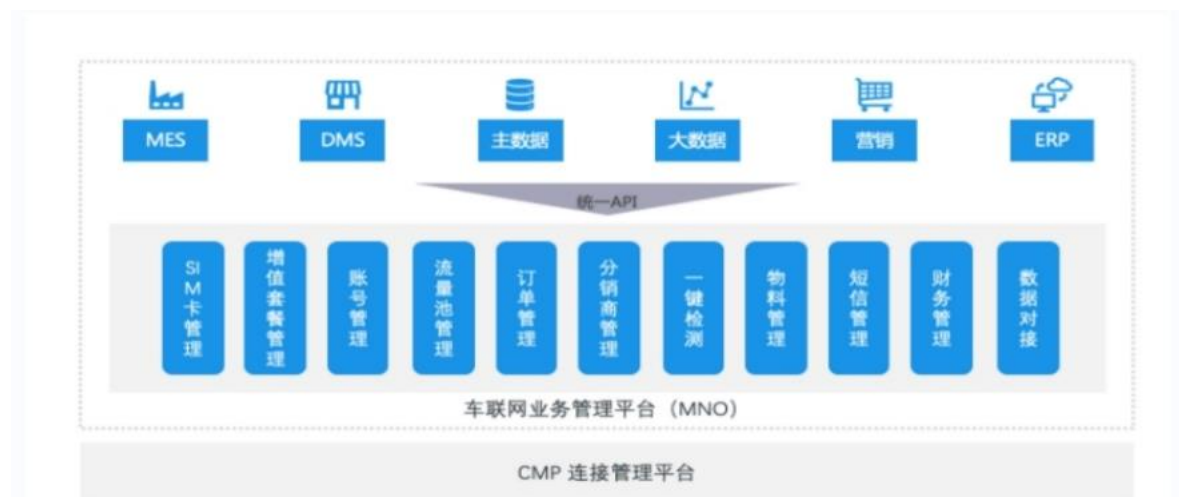 MES
DMS
主数据
大数据
营销
ERP
统一API
SIM卡管理
增值套餐管理
账号管理
流量池管理
订单管理
分销商管理
一键检测
物料管理
短信管理
财务管理
数据对接
车联网业务管理平台（MNO）
CMP 连接管理平台